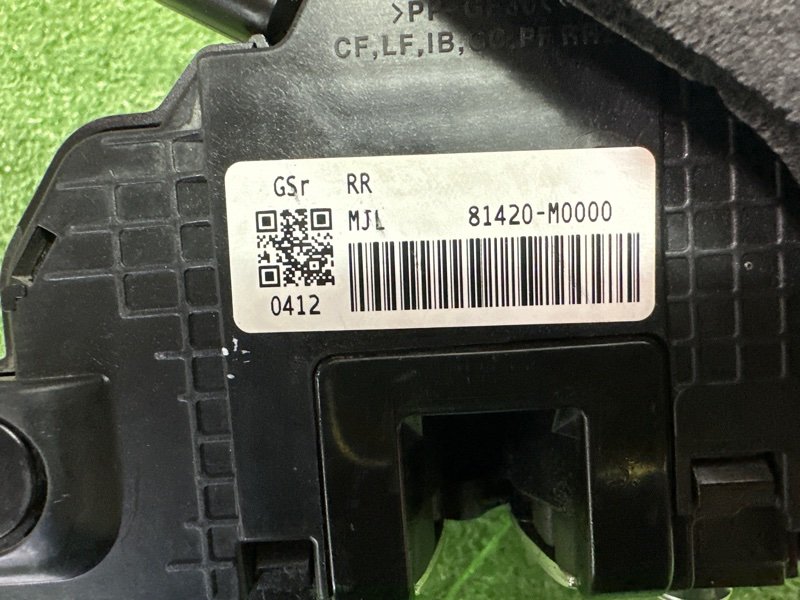 CF,LF,IB,
GSr RR
MJL 81420-M0000
0412